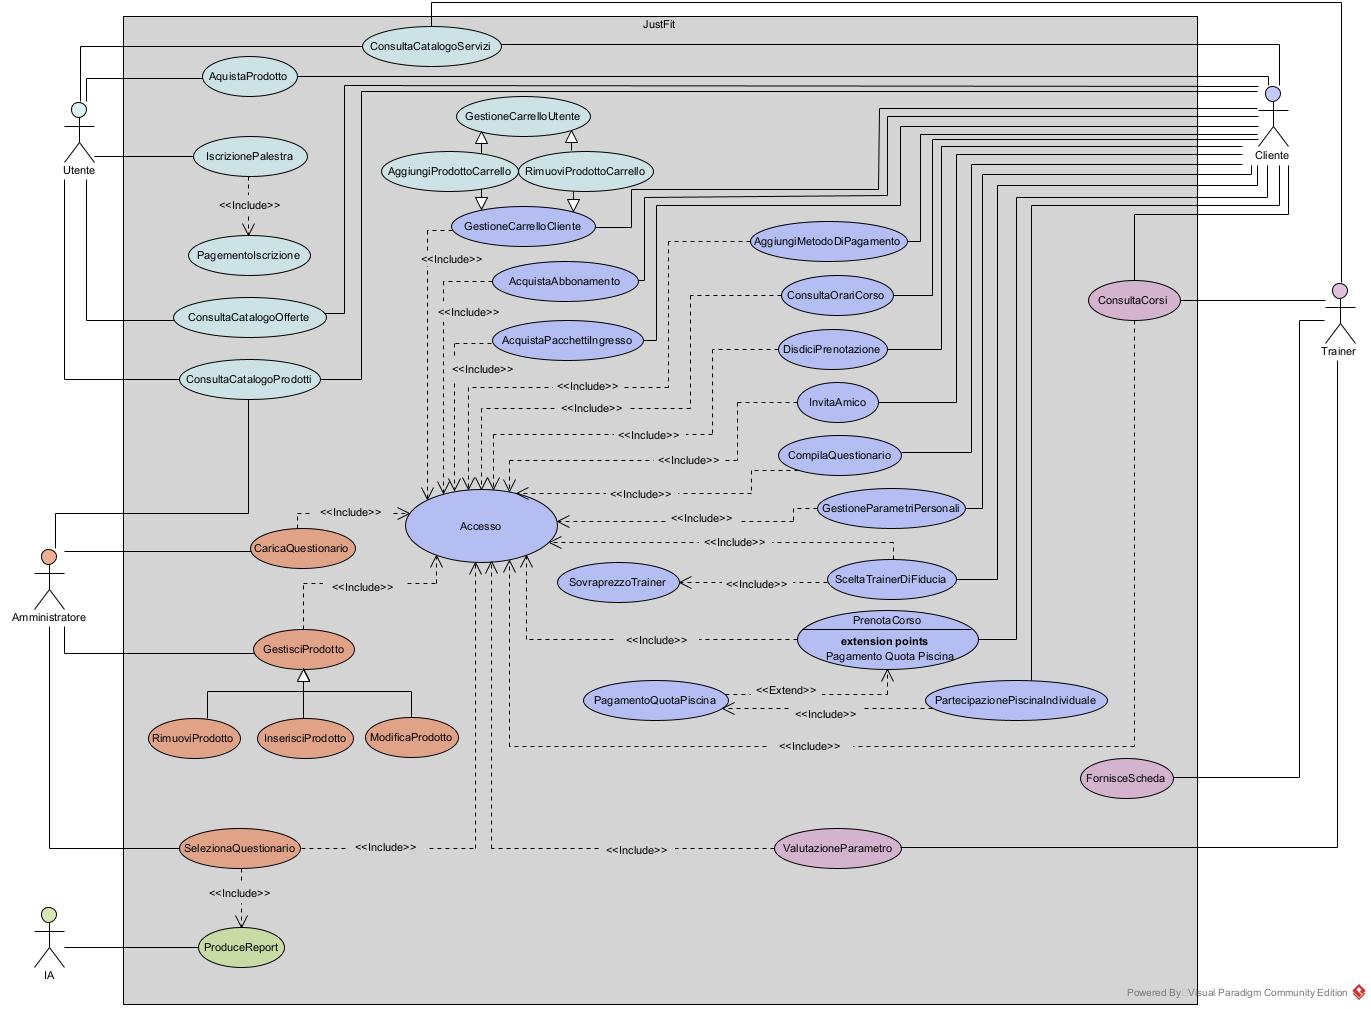 JustFit
ConsultaCatalogoServizi
AquistaProdotto
GestioneCarrelloUtente
Utente
IscrizionePalestra
Cliente
AggiungiProdottoCarrello
RimuoviProdottoCarrello
<<Include>>
GestioneCarrelloCliente
AggiungiMetodoDiPagamento
PagementoIscrizione
<<Include>>
AcquistaAbbonamento
ConsultaOrariCorso
ConsultaCorsi
ConsultaCatalogoOfferte
<<Include>>
AcquistaPacchettiIngresso
DisdiciPrenotazione
Trainer
<<Include>>
ConsultaCatalogoProdotti
<<Include>>
InvitaAmico
<<Include>>
<<Include>>
CompilaQuestionario
<<Include>>
<<Include>>
GestioneParametriPersonali
<<Include>>
<<Include>>
Accesso
CaricaQuestionario
<<Include>>
SovraprezzoTrainer
<<Include>>
SceltaTrainerDiFiducia
<<Include>>
Amministratore
PrenotaCorso
extension points
Pagamento Quota Piscina
<<Include>>
GestisciProdotto
<<Extend>>
PagamentoQuotaPiscina
PartecipazionePiscinaIndividuale
<<Include>>
RimuoviProdotto
InserisciProdotto
ModificaProdotto
<<Include>>
FornisceScheda
SelezionaQuestionario
<<Include>>
<<Include>>
ValutazioneParametro
<<Include>>
ProduceReport
IA
Powered By Visual Paradigm Community Edition